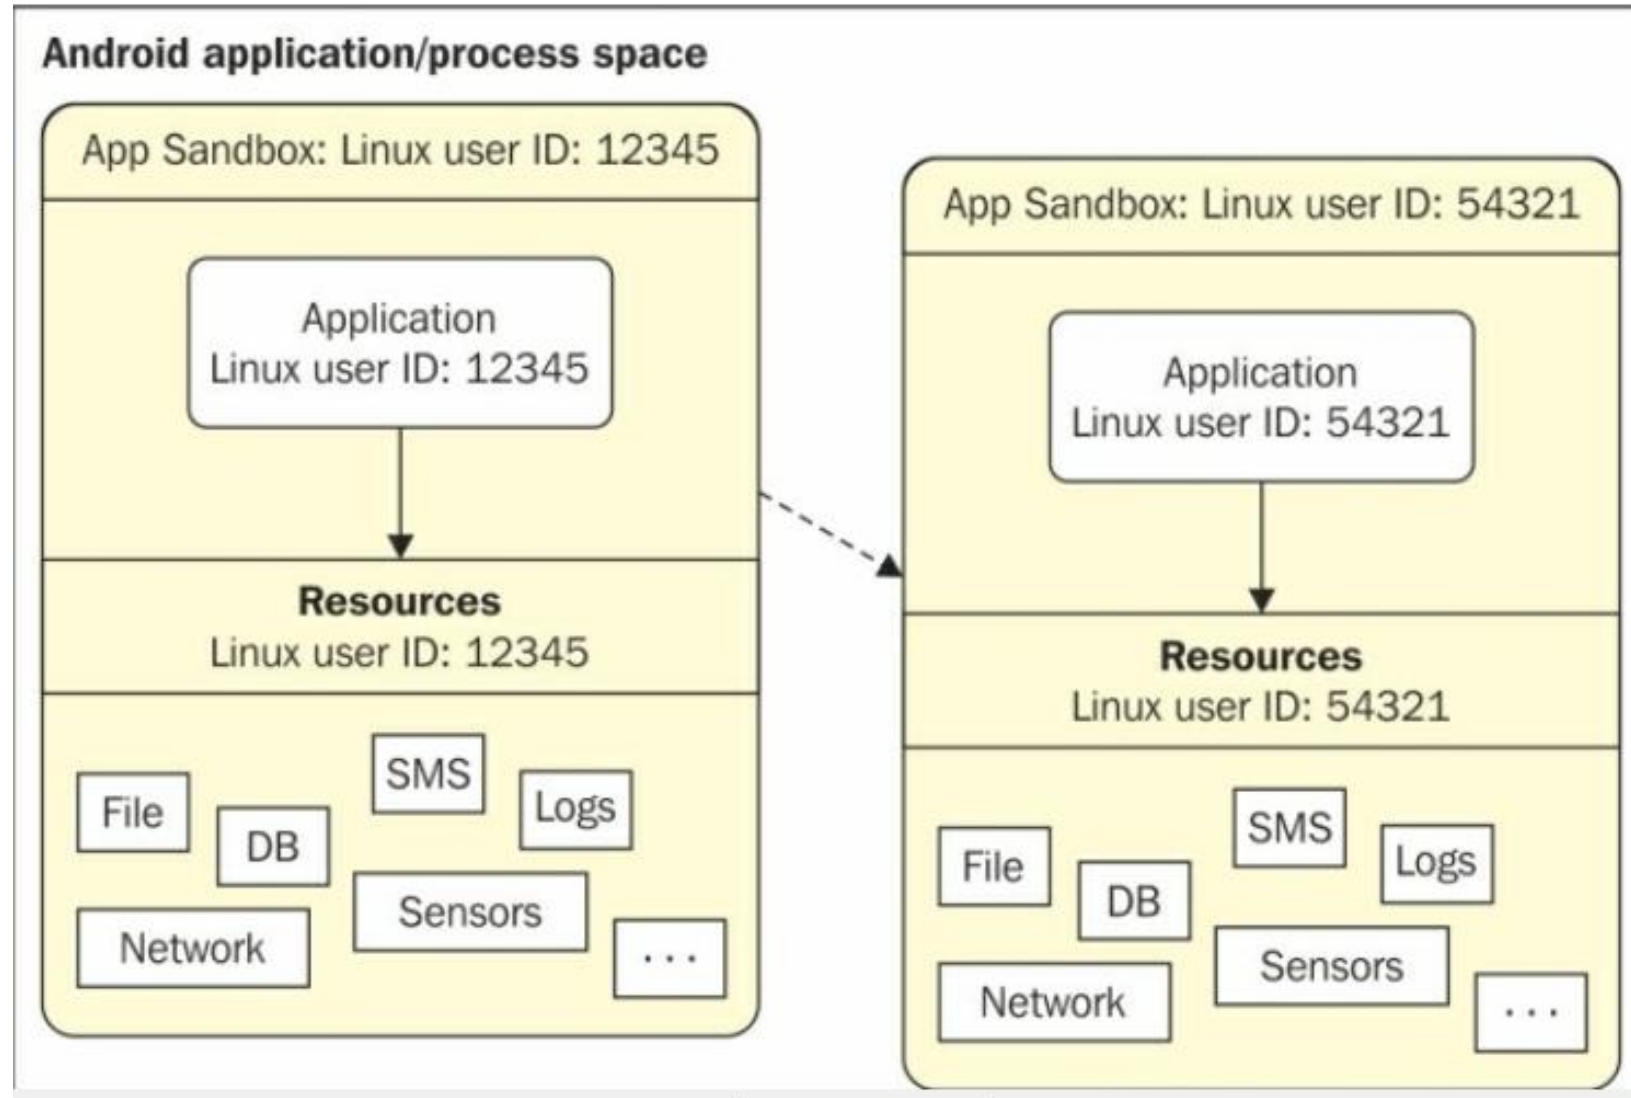 Android application/process space
App Sandbox: Linux user ID: 12345
Application
Linux user ID: 12345
Resources
Linux user ID: 12345
File
DB
SMS
Logs
Network
Sensors
...
App Sandbox: Linux user ID: 54321
Application
Linux user ID: 54321
Resources
Linux user ID: 54321
File
DB
SMS
Logs
Network
Sensors
...